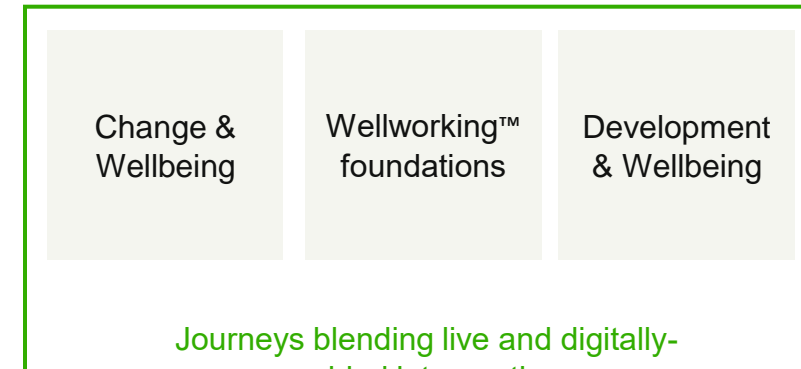 Change &
Wellbeing
Wellworking™
foundations
Development
& Wellbeing
Journeys blending live and digitally-